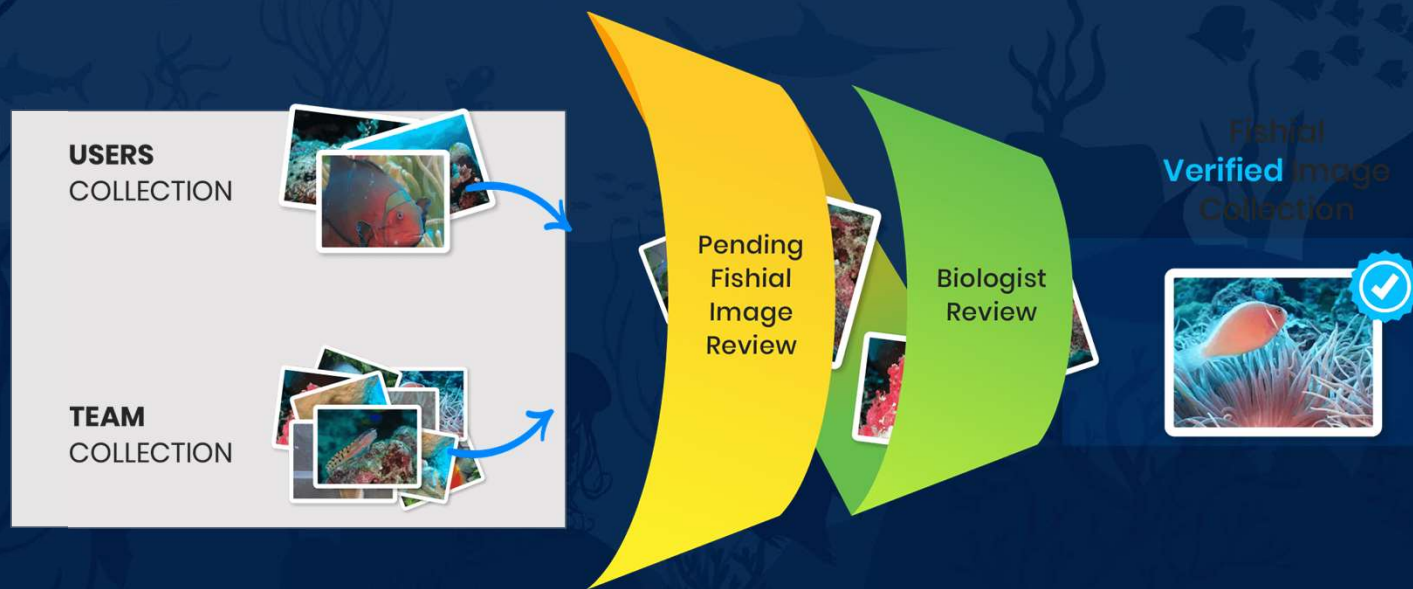 USERS
COLLECTION
TEAM
COLLECTION
Pending
Fishial
Image
Review
Biologist
Review
Fishial
Verified Image
Collection